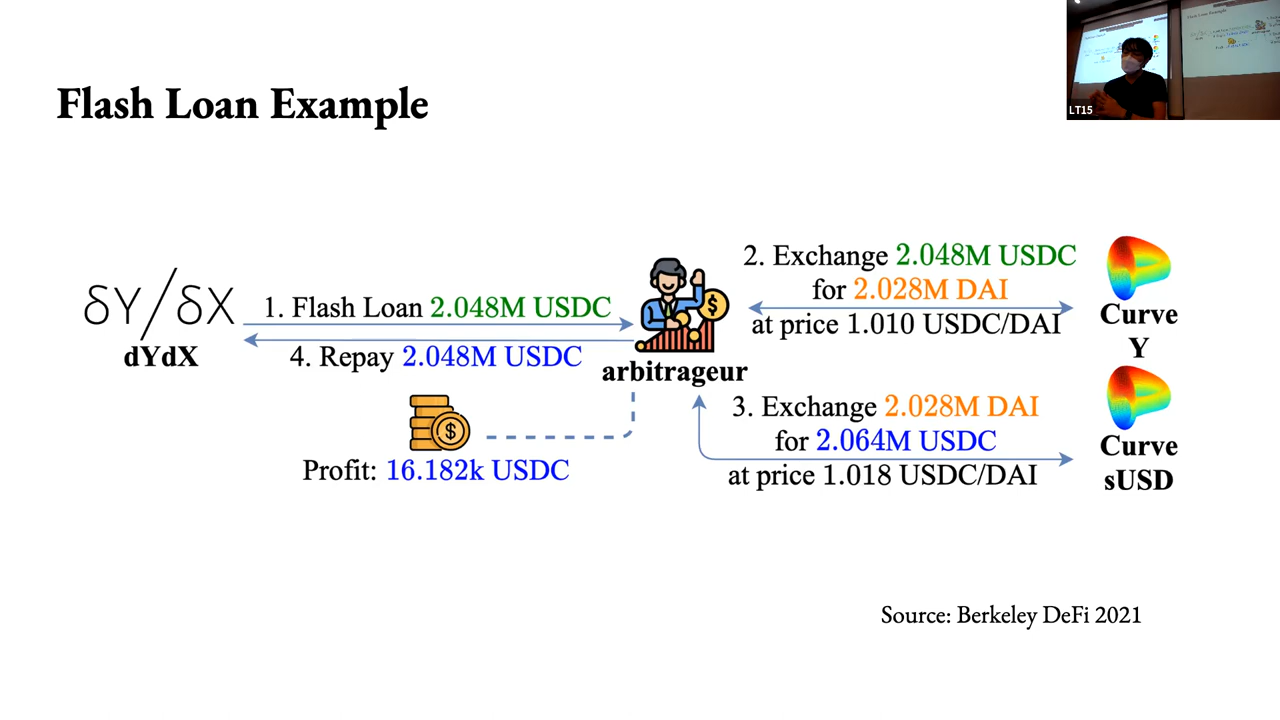 Flash Loan Example
LT15
δY/δX
dYdX
1. Flash Loan 2.048M USDC
4. Repay 2.048M USDC
Profit: 16.182k USDC
arbitrageur
2. Exchange 2.048M USDC
for 2.028M DAI
at price 1.010 USDC/DAI
Curve
Y
3. Exchange 2.028M DAI
for 2.064M USDC
at price 1.018 USDC/DAI
Curve
sUSD
Source: Berkeley DeFi 2021